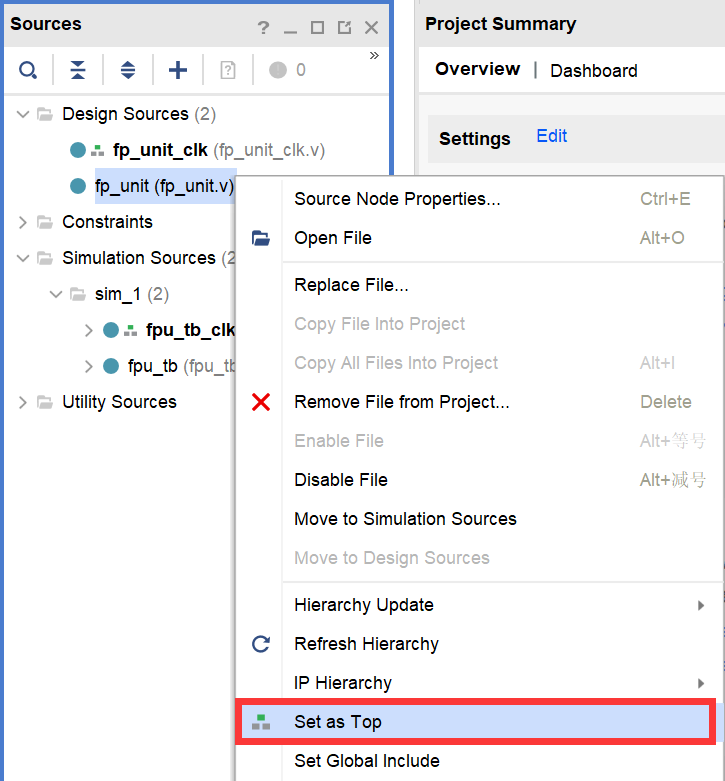 Sources
Project Summary
Overview | Dashboard
0
»
Settings Edit
Design Sources (2)
fp_unit_clk (fp_unit_clk.v)
fp_unit (fp_unit.v)
Constraints
Simulation Sources (2
sim_1 (2)
fpu_tb_clk
fpu_tb (fpu_tb
Utility Sources
Source Node Properties... Ctrl+E
Open File Alt+O
Replace File...
Copy File Into Project
Copy All Files Into Project Alt+I
Remove File from Project... Delete
Enable File Alt+等号
Disable File Alt+减号
Move to Simulation Sources
Move to Design Sources
Hierarchy Update
Refresh Hierarchy
IP Hierarchy
Set as Top
Set Global Include